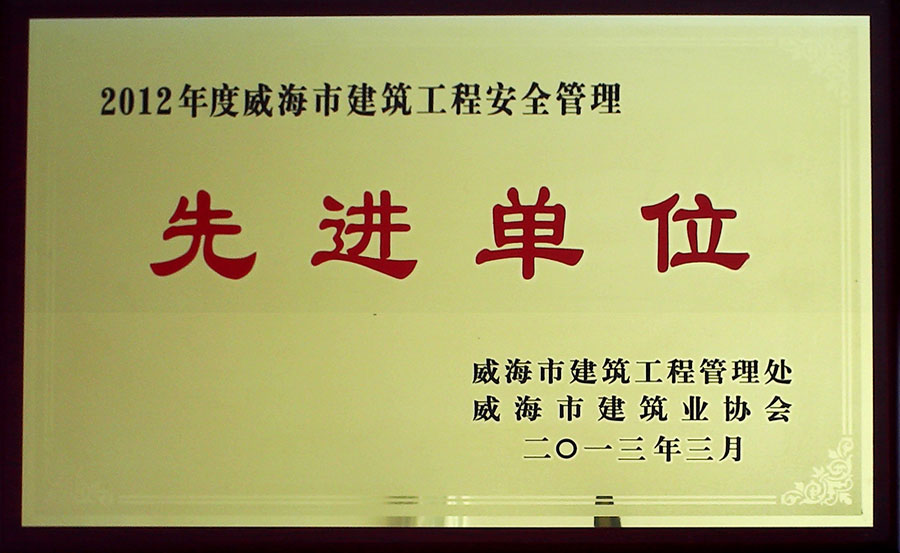 2012年度威海市建筑工程安全管理
先进单位
威海市建筑工程管理处
威海市建筑业协会
二〇一三年三月